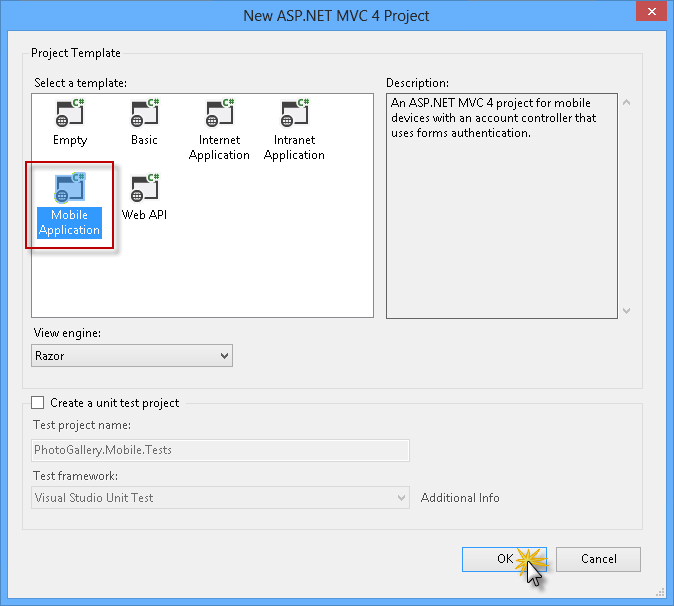 New ASP.NET MVC 4 Project
Project Template
Select a template:
C# C# C# C#
Empty Basic Internet Application Intranet Application
C# C#
Mobile Application Web API
Description:
An ASP.NET MVC 4 project for mobile
devices with an account controller that
uses forms authentication.
View engine:
Razor
Create a unit test project
Test project name:
PhotoGallery.Mobile.Tests
Test framework:
Visual Studio Unit Test
Additional Info
OK
Cancel